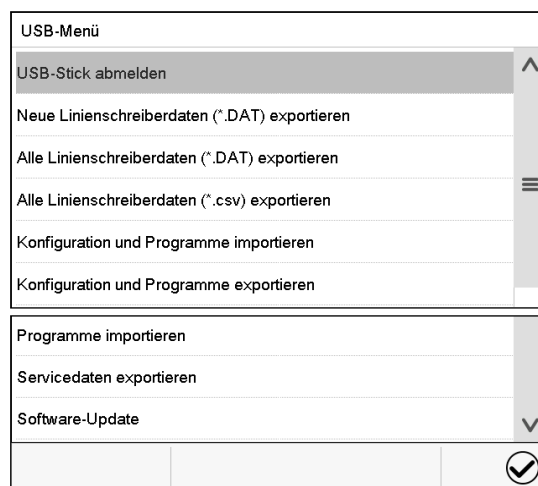 USB-Menü
USB-Stick abmelden
Neue Linienschreiberdaten (*.DAT) exportieren
Alle Linienschreiberdaten (*.DAT) exportieren
Alle Linienschreiberdaten (*.csv) exportieren
Konfiguration und Programme importieren
Konfiguration und Programme exportieren
Programme importieren
Servicedaten exportieren
Software-Update